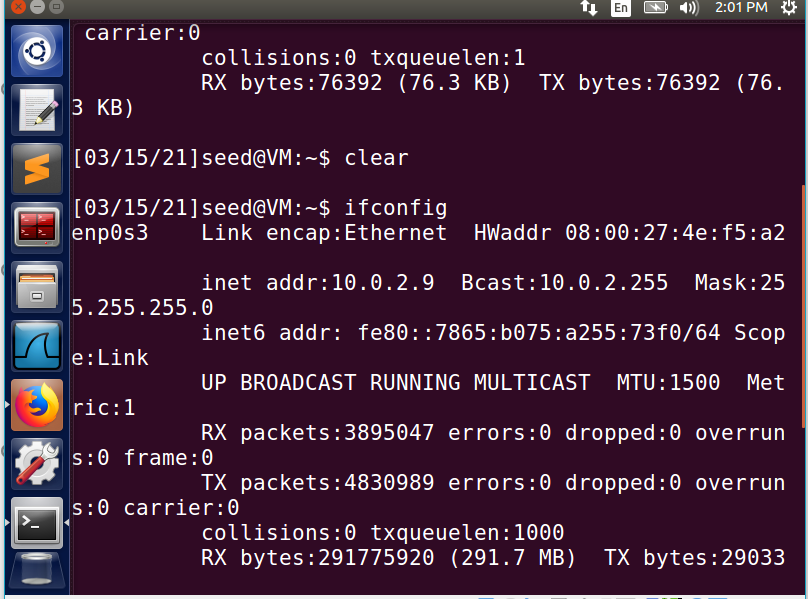 En 2:01 PM
carrier:0
collisions:0 txqueuelen:1
RX bytes:76392 (76.3 KB)  TX bytes:76392 (76.
3 KB)
[03/15/21]seed@VM:~$ clear
[03/15/21]seed@VM:~$ ifconfig
enp0s3    Link encap:Ethernet  HWaddr 08:00:27:4e:f5:a2
inet addr:10.0.2.9  Bcast:10.0.2.255  Mask:25
5.255.255.0
inet6 addr: fe80::7865:b075:a255:73f0/64 Scop
e:Link
UP BROADCAST RUNNING MULTICAST  MTU:1500  Met
ric:1
RX packets:3895047 errors:0 dropped:0 overrun
s:0 frame:0
TX packets:4830989 errors:0 dropped:0 overrun
s:0 carrier:0
collisions:0 txqueuelen:1000
RX bytes:291775920 (291.7 MB)  TX bytes:29033